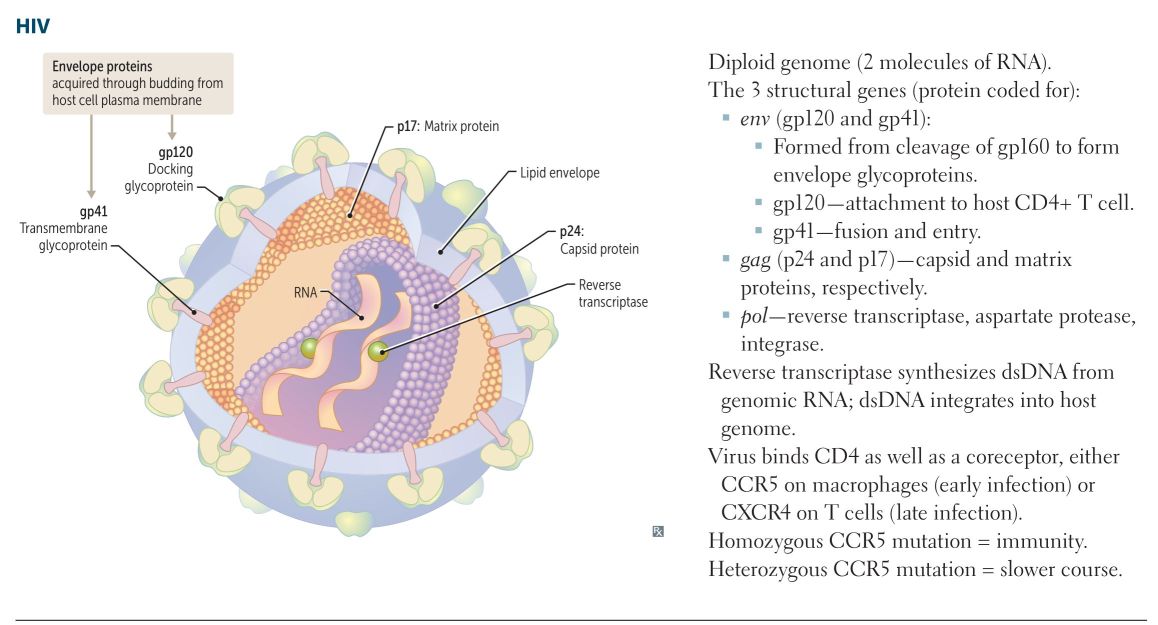 HIV
Envelope proteins
acquired through budding from
host cell plasma membrane
gp120
Docking
glycoprotein
gp41
Transmembrane
glycoprotein
p17: Matrix protein
Lipid envelope
p24:
Capsid protein
Reverse
transcriptase
RNA
Rx
Diploid genome (2 molecules of RNA).
The 3 structural genes (protein coded for):
▪ env (gp120 and gp41):
▪ Formed from cleavage of gp160 to form
envelope glycoproteins.
▪ gp120—attachment to host CD4+ T cell.
▪ gp41—fusion and entry.
▪ gag (p24 and p17)—capsid and matrix
proteins, respectively.
▪ pol—reverse transcriptase, aspartate protease,
integrase.
Reverse transcriptase synthesizes dsDNA from
genomic RNA; dsDNA integrates into host
genome.
Virus binds CD4 as well as a coreceptor, either
CCR5 on macrophages (early infection) or
CXCR4 on T cells (late infection).
Homozygous CCR5 mutation = immunity.
Heterozygous CCR5 mutation = slower course.